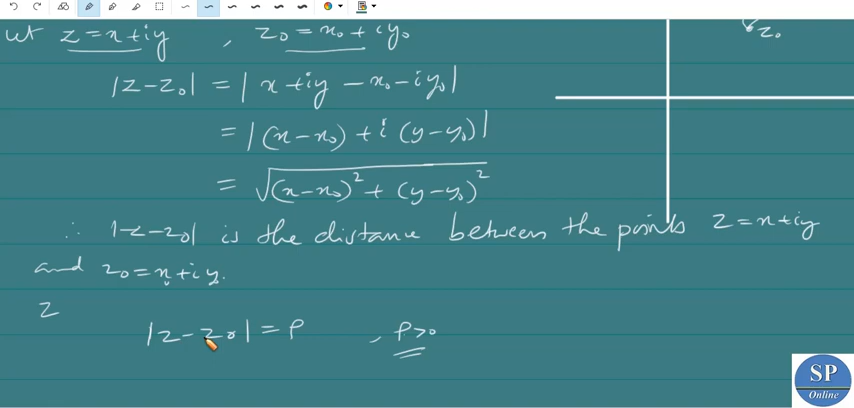 Let z = x + iy , z₀ = x₀ + iy₀
z₀
|z - z₀| = | x + iy - x₀ - iy₀ |
= |(x - x₀) + i (y - y₀)|
= √((x - x₀)² + (y - y₀)²)
∴ |z - z₀| is the distance between the points z = x + iy
and z₀ = x₀ + iy₀.
z
|z - z₀| = ρ , ρ > 0
SP
Online